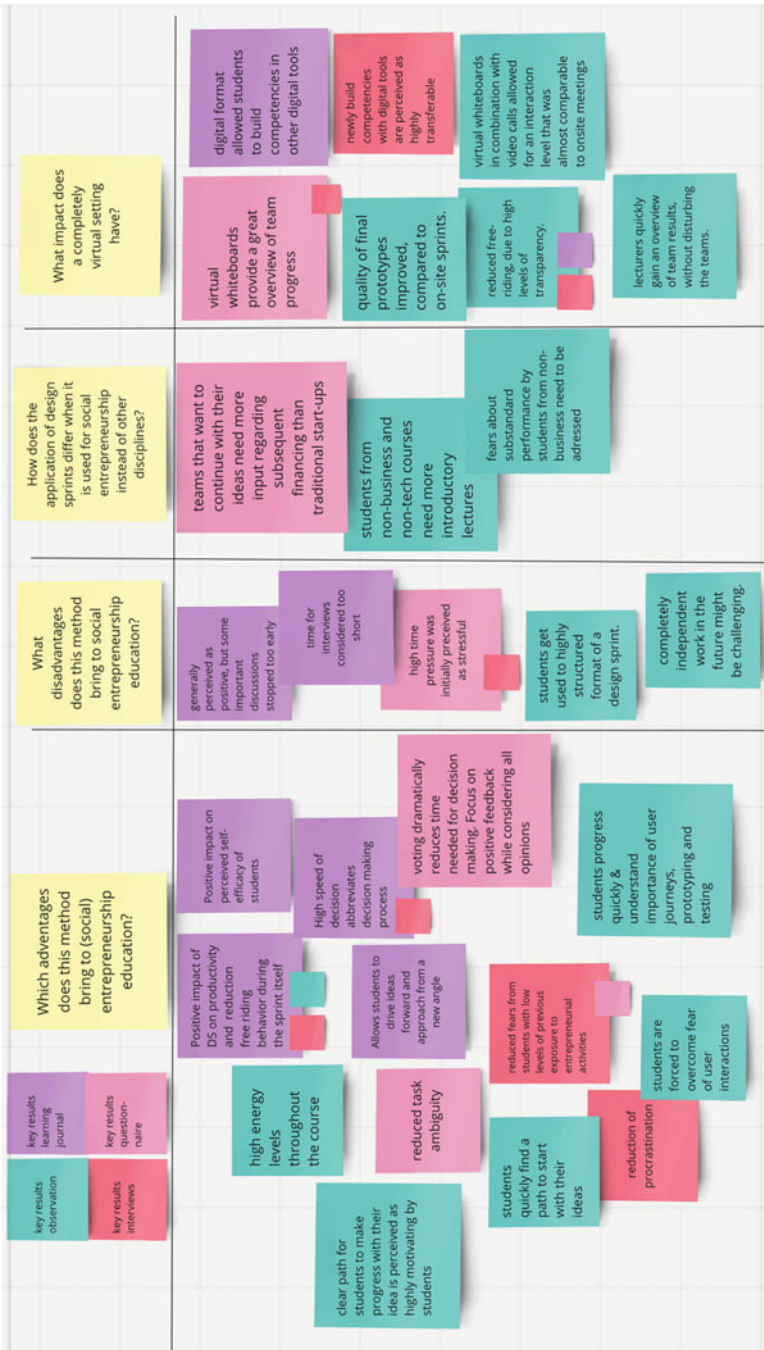 key results
observation
key results
learning
journal
key results
interviews
key results
question-
naire
Which adventages
does this method
bring to (social)
entrepreneurship
education?
What
disadvantages
does this method
bring to social
entrepreneurship
education?
How does the
application of design
sprints differ when it
is used for social
entrepreneurship
instead of other
disciplines?
What impact does
a completely
virtual setting
have?
clear path for
students to make
progress with their
idea is perceived as
highly motivating by
students
high energy
levels
throughout
the course
reduced task
ambiguity
students
quickly find a
path to start
with their
ideas
reduction of
procrastination
students are
forced to
overcome fear
of user
interactions
Positive impact of
DS on productivity
and reduction
free riding
behavior during
the sprint itself
Allows students to
drive ideas
forward and
approach from a
new angle
reduced fears from
students with low
levels of previous
exposure to
entrepreneurial
activities
Positive impact on
perceived self-
efficacy of
students
High speed of
decision
abbreviates
decision making
process
voting dramatically
reduces time
needed for decision
making. Focus on
positive feedback
while considering all
opinions
students progress
quickly &
understand
importance of user
journeys,
prototyping and
testing
generally
perceived as
positive, but some
important
discussions
stopped too early
time for
interviews
considered too
short
high time
pressure was
initially preceived
as stressful
students get
used to highly
structured
format of a
design sprint.
completely
independent
work in the
future might
be challenging.
teams that want to
continue with their
ideas need more
input regarding
subsequent
financing than
traditional start-ups
students from
non-business and
non-tech courses
need more
introductory
lectures
fears about
substandard
performance by
students from non-
business need to be
adressed
virtual
whiteboards
provide a great
overview of team
progress
quality of final
prototypes
improved,
compared to
on-site sprints.
reduced free-
riding, due to high
levels of
transparency.
lecturers quickly
gain an overview
of team results,
without disturbing
the teams.
digital format
allowed students
to build
competencies in
other digital tools
newly build
competencies
with digital tools
are perceived as
highly
transferable
virtual whiteboards
in combination with
video calls allowed
for an interaction
level that was
almost comparable
to onsite meetings